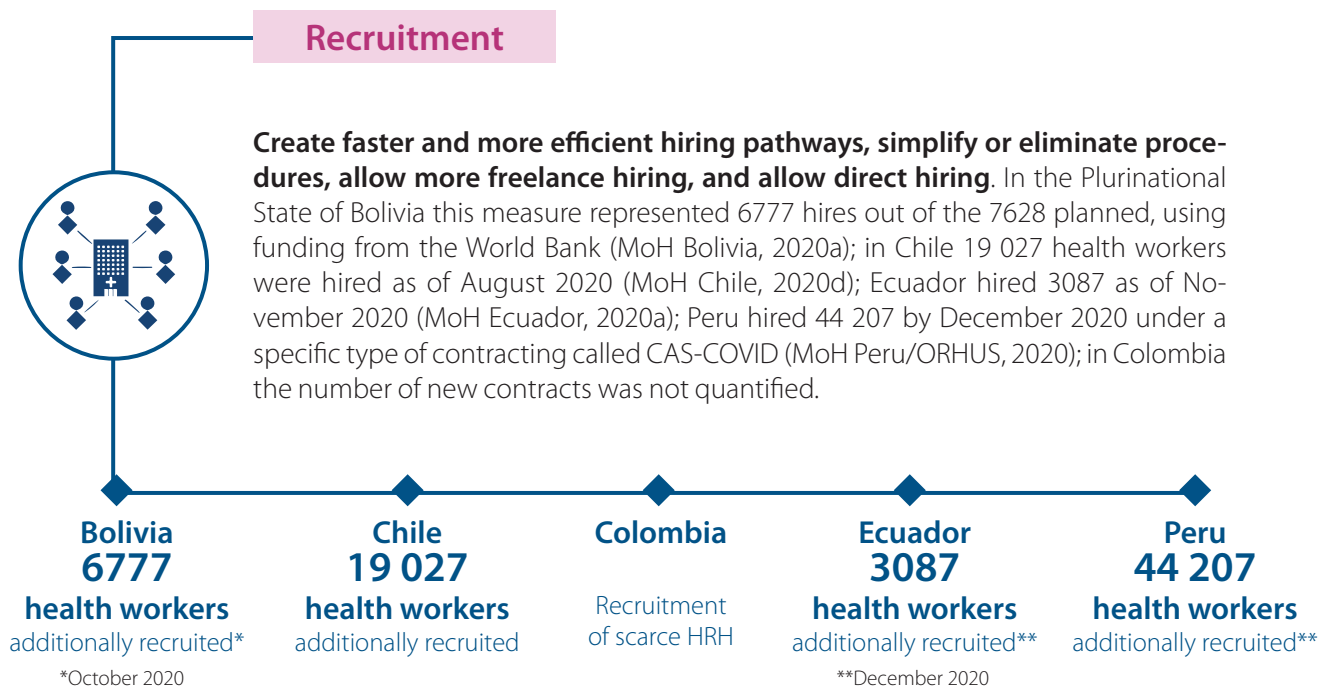 Recruitment
Create faster and more efficient hiring pathways, simplify or eliminate proce-
dures, allow more freelance hiring, and allow direct hiring. In the Plurinational
State of Bolivia this measure represented 6777 hires out of the 7628 planned, using
funding from the World Bank (MoH Bolivia, 2020a); in Chile 19 027 health workers
were hired as of August 2020 (MoH Chile, 2020d); Ecuador hired 3087 as of No-
vember 2020 (MoH Ecuador, 2020a); Peru hired 44 207 by December 2020 under a
specific type of contracting called CAS-COVID (MoH Peru/ORHUS, 2020); in Colombia
the number of new contracts was not quantified.
Bolivia
6777
health workers
additionally recruited*
*October 2020
Chile
19 027
health workers
additionally recruited
Colombia
Recruitment
of scarce HRH
Ecuador
3087
health workers
additionally recruited**
**December 2020
Peru
44 207
health workers
additionally recruited**